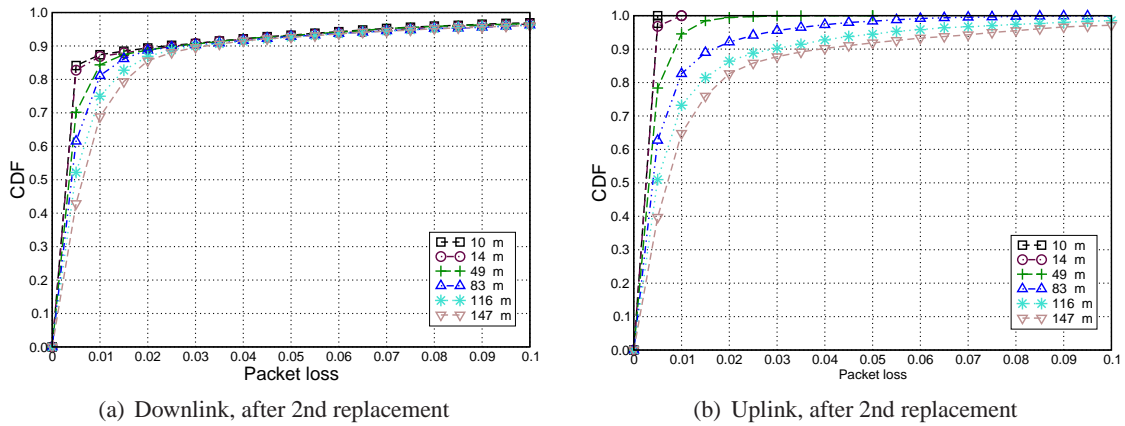 1.0
0.9
0.8
0.7
0.6
0.5
0.4
0.3
0.2
0.1
0.0
CDF
0 0.01 0.02 0.03 0.04 0.05 0.06 0.07 0.08 0.09 0.1
Packet loss
10 m
14 m
49 m
83 m
116 m
147 m
(a) Downlink, after 2nd replacement
1.0
0.9
0.8
0.7
0.6
0.5
0.4
0.3
0.2
0.1
0.0
CDF
0 0.01 0.02 0.03 0.04 0.05 0.06 0.07 0.08 0.09 0.1
Packet loss
10 m
14 m
49 m
83 m
116 m
147 m
(b) Uplink, after 2nd replacement